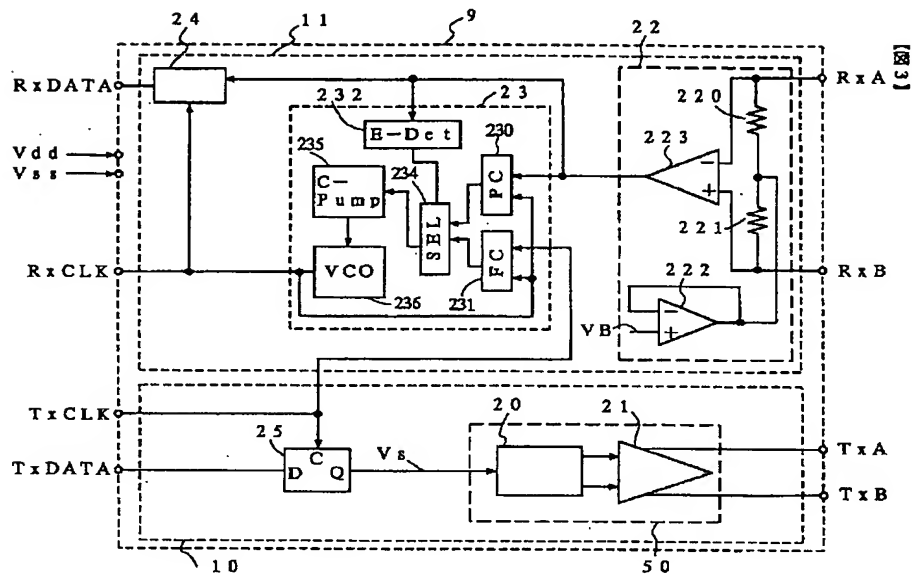 【図3】
9
11
24
22
23
RxDATA
RxA
220
232
E-Det
230
223
235
234
PC
C-Pump
SEL
−
+
Vdd
Vss
221
FC
RxCLK
VCO
236
231
222
RxB
−
+
VB
TxCLK
20
21
25
C
Vs
TxA
TxDATA
D
Q
TxB
10
50